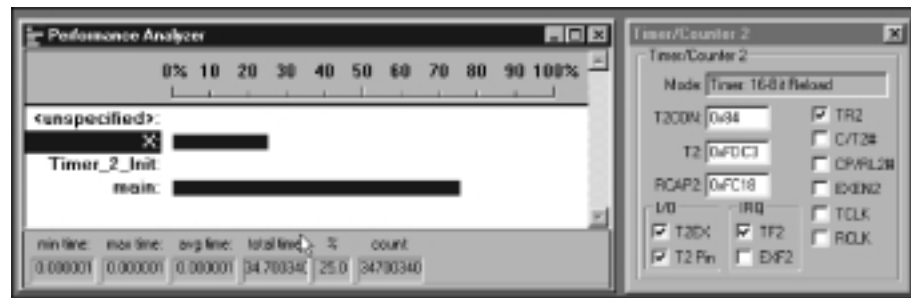 Performance Analyzer
0% 10 20 30 40 50 60 70 80 90 100%
<unspecified>:
X:
Timer_2_Init:
main:
min time: max time: avg time: total time: % count:
0.000001 0.000001 0.000001 34.700340 25.0 34700340
Timer/Counter 2
Timer/Counter 2
Mode: Timer: 16-Bit Reload
T2CON: 0x84
TR2
C/T2#
T2: 0xFDC3
CP/RL2#
RCAP2: 0xFC18
EXEN2
I/O
IRQ
TCLK
T2EX
TF2
RCLK
T2 Pin
EXF2